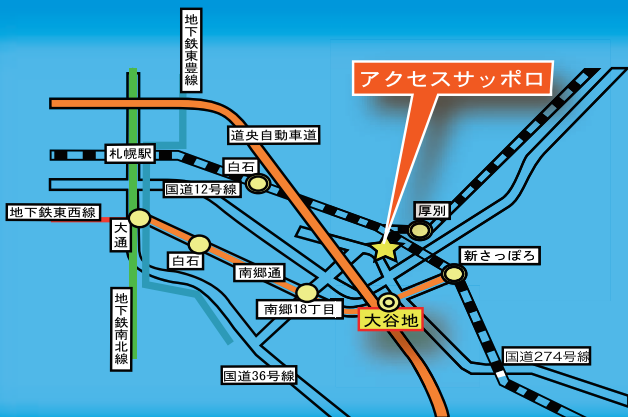 地下鉄東豊線
アクセスサッポロ
道央自動車道
札幌駅
白石
国道12号線
地下鉄東西線
厚別
大通
新さっぽろ
白石
南郷通
南郷18丁目
大谷地
地下鉄南北線
国道274号線
国道36号線